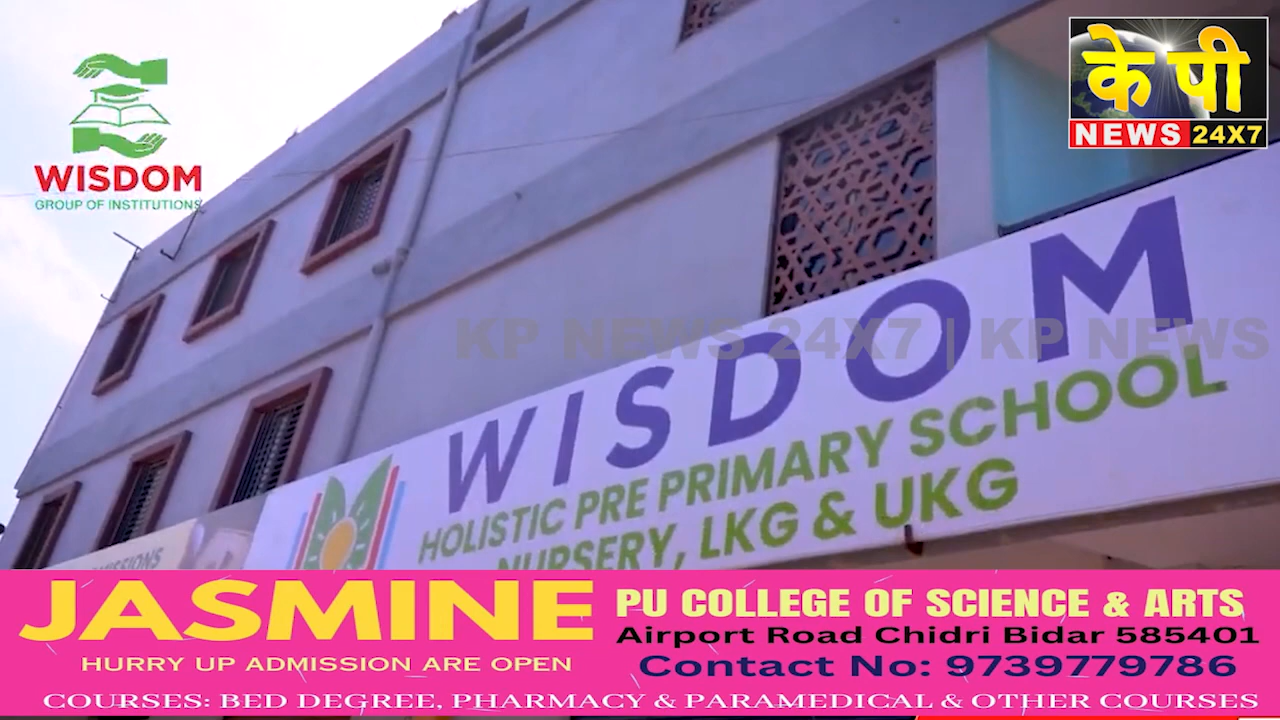 WISDOM
GROUP OF INSTITUTIONS
के पी
NEWS 24X7
KP NEWS 24X7 | KP NEWS
WISDOM
HOLISTIC PRE PRIMARY SCHOOL
NURSERY, LKG & UKG
JASMINE
HURRY UP ADMISSION ARE OPEN
PU COLLEGE OF SCIENCE & ARTS
Airport Road Chidri Bidar 585401
Contact No: 9739779786
COURSES: BED DEGREE, PHARMACY & PARAMEDICAL & OTHER COURSES